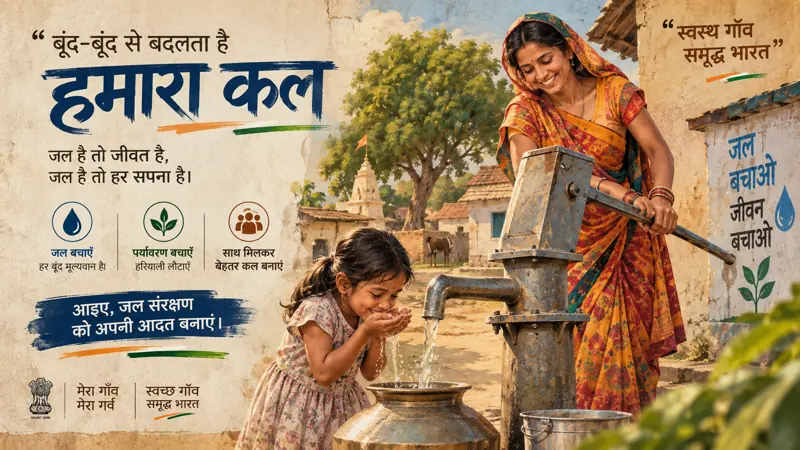 “ बूंद-बूंद से बदलता है
हमारा कल
जल है तो जीवत है,
जल है तो हर सपना है।
जल बचाएँ
हर बूंद मूल्यवान है।
पर्यावरण बचाएँ
हरियाली लौटाएँ
साथ मिलकर
बेहतर कल बनाएं
आइए, जल संरक्षण
को अपनी आदत बनाएं।
मेरा गाँव
मेरा गर्व
स्वच्छ गॉव
समृद्ध भारत
“ स्वस्थ गॉव
समृद्ध भारत ”
जल
बचाओ
जीवन
बचाओ